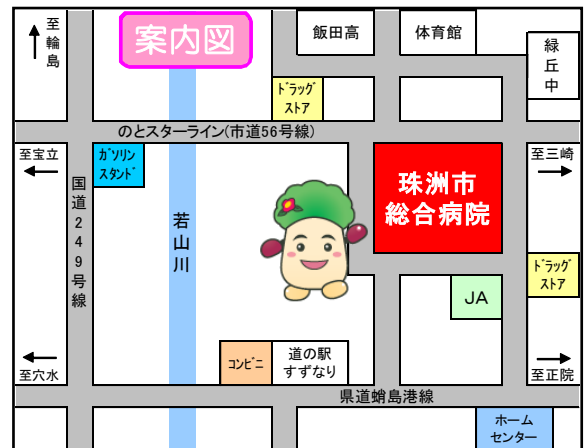 至輪島
案内図
飯田高
体育館
緑丘中
ドラッグ
ストア
のとスターライン(市道56号線)
至宝立
ガソリン
スタンド
国道249号線
若山川
珠洲市
総合病院
至三崎
ドラッグ
ストア
JA
コンビニ
道の駅
すずなり
至穴水
至正院
県道蛸島港線
ホーム
センター